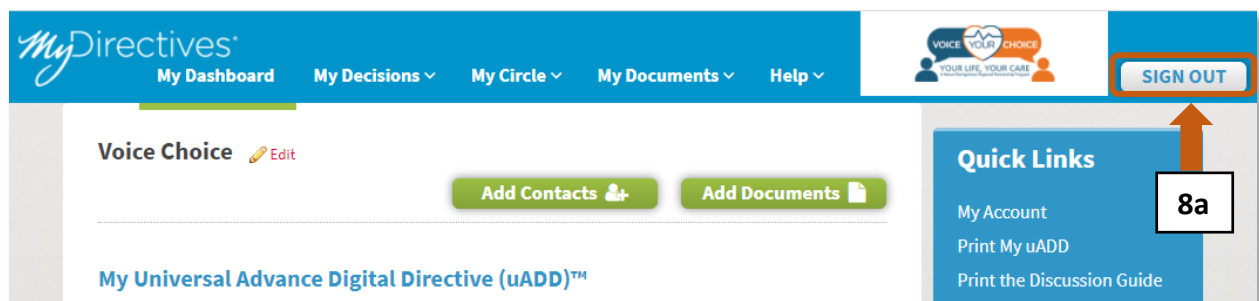 MyDirectives®
My Dashboard My Decisions My Circle My Documents Help
VOICE YOUR CHOICE
YOUR LIFE, YOUR CARE
SIGN OUT
Voice Choice Edit
Add Contacts Add Documents
My Universal Advance Digital Directive (uADD)™
Quick Links
My Account
Print My uADD
Print the Discussion Guide
8a